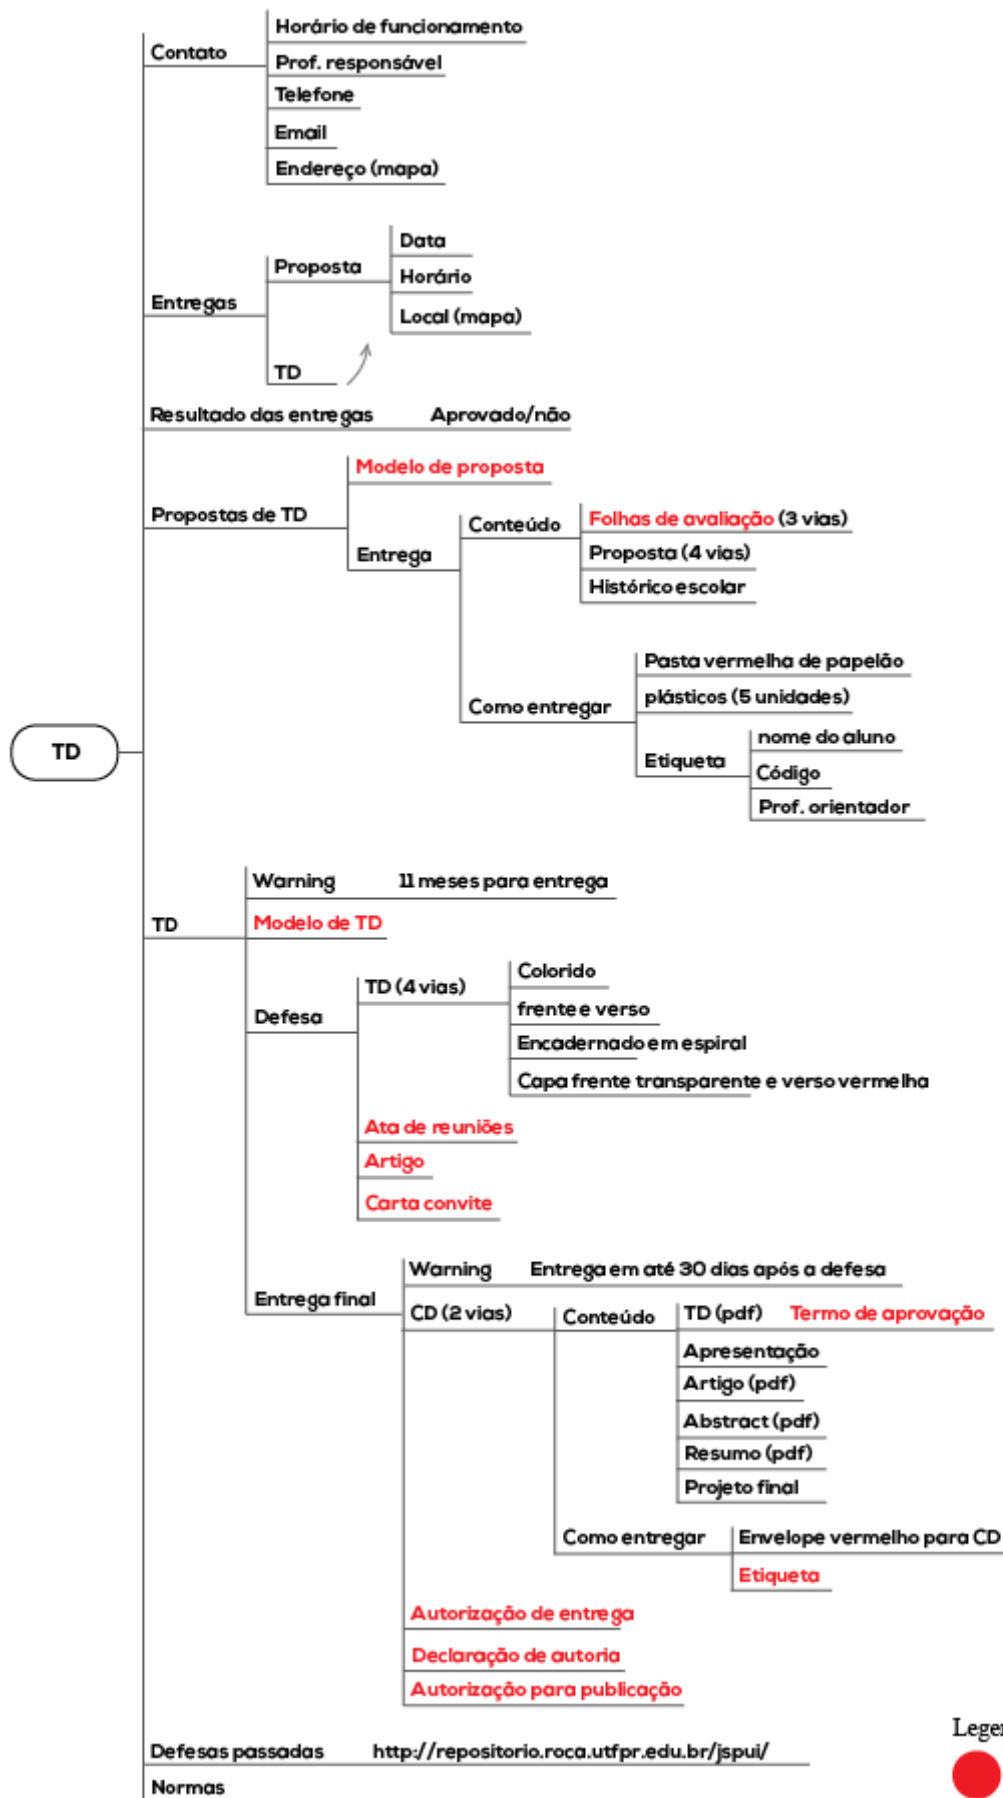 Horário de funcionamento
Contato
Prof. responsável
Telefone
Email
Endereço (mapa)
Data
Proposta
Horário
Entregas
Local (mapa)
TD
Resultado das entregas Aprovado/não
Modelo de proposta
Propostas de TD
Conteúdo
Folhas de avaliação (3 vias)
Entrega
Proposta (4 vias)
Histórico escolar
Pasta vermelha de papelão
Como entregar
plásticos (5 unidades)
nome do aluno
TD
Etiqueta
Código
Prof. orientador
Warning 11 meses para entrega
TD
Modelo de TD
Colorido
TD (4 vias)
Defesa
frente e verso
Encadernado em espiral
Capa frente transparente e verso vermelha
Ata de reuniões
Artigo
Carta convite
Warning Entrega em até 30 dias após a defesa
Entrega final
CD (2 vias)
Conteúdo
TD (pdf) Termo de aprovação
Apresentação
Artigo (pdf)
Abstract (pdf)
Resumo (pdf)
Projeto final
Como entregar
Envelope vermelho para CD
Etiqueta
Autorização de entrega
Declaração de autoria
Autorização para publicação
Defesas passadas http://repositorio.roca.utfpr.edu.br/jspui/
Normas